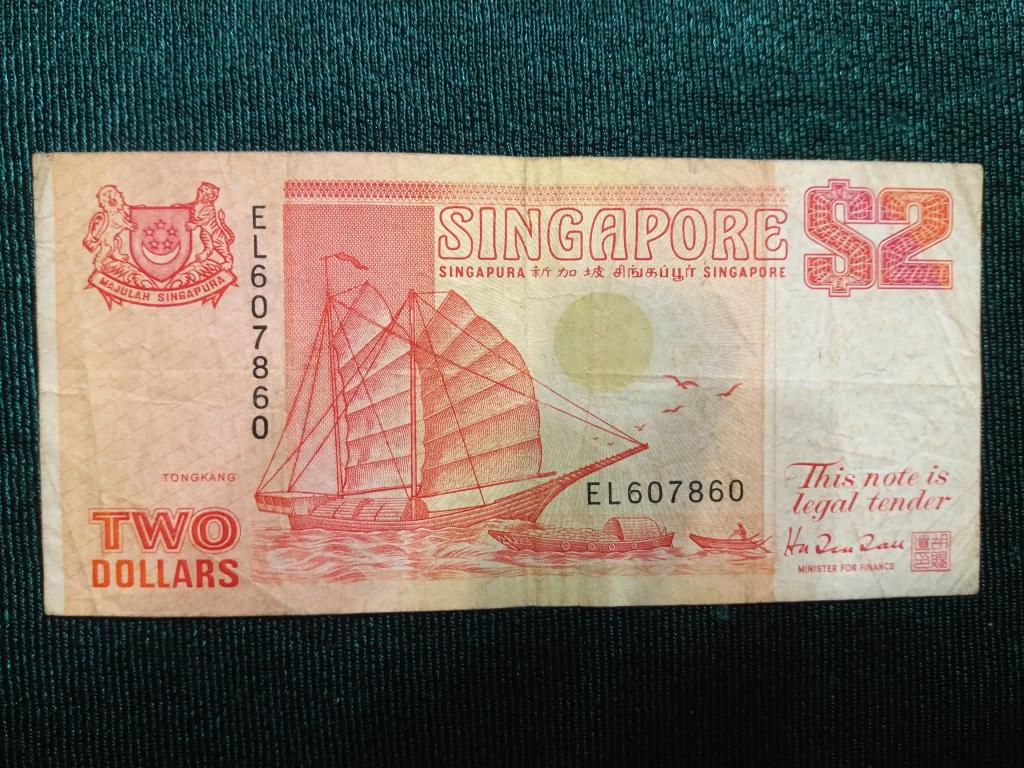 MAJULAH SINGAPURA
EL607860
SINGAPORE
SINGAPURA 新加坡 சிங்கப்பூர் SINGAPORE
$2
TONGKANG
TWO
DOLLARS
EL607860
This note is
legal tender
MINISTER FOR FINANCE